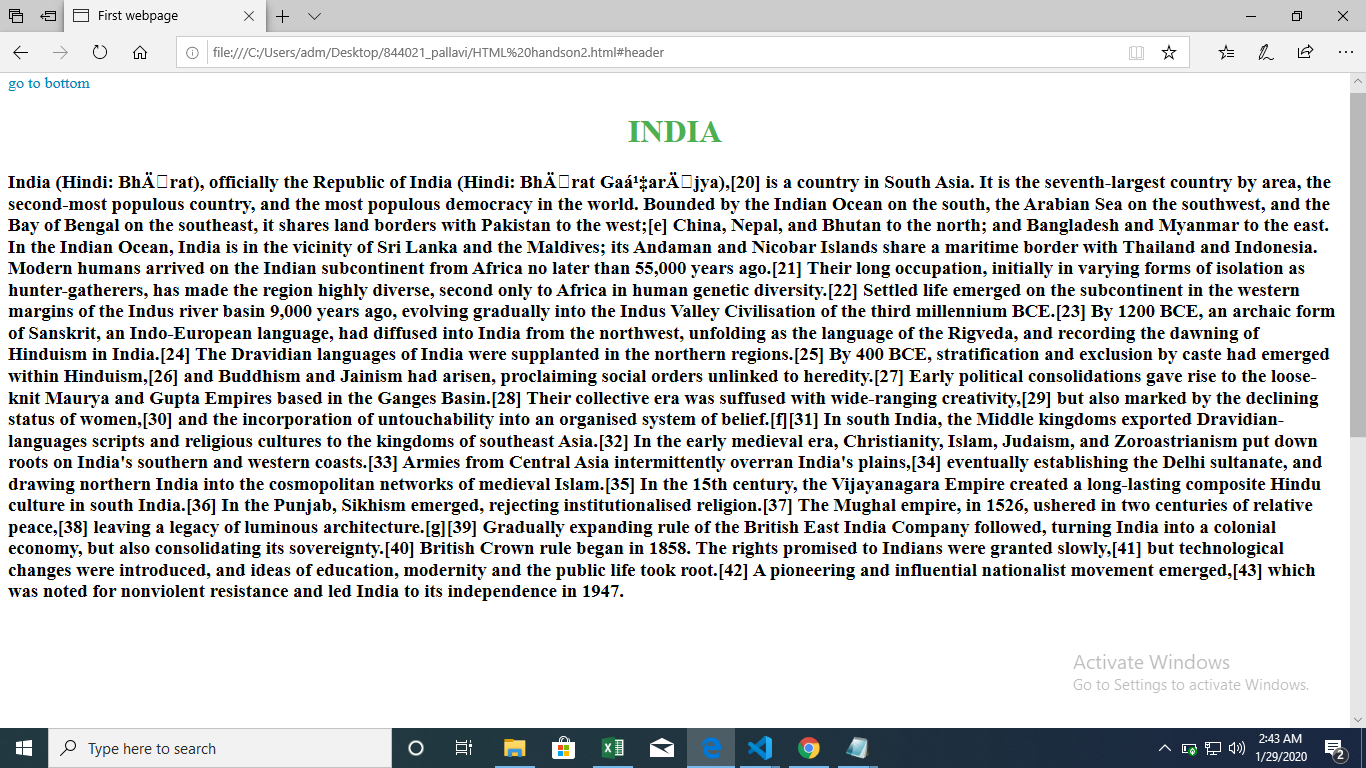 First webpage
file:///C:/Users/adm/Desktop/844021_pallavi/HTML%20handson2.html#header
go to bottom
INDIA
India (Hindi: BhÄ rat), officially the Republic of India (Hindi: BhÄ rat Gaá¹‡arÄ jya),[20] is a country in South Asia. It is the seventh-largest country by area, the
second-most populous country, and the most populous democracy in the world. Bounded by the Indian Ocean on the south, the Arabian Sea on the southwest, and the
Bay of Bengal on the southeast, it shares land borders with Pakistan to the west;[e] China, Nepal, and Bhutan to the north; and Bangladesh and Myanmar to the east.
In the Indian Ocean, India is in the vicinity of Sri Lanka and the Maldives; its Andaman and Nicobar Islands share a maritime border with Thailand and Indonesia.
Modern humans arrived on the Indian subcontinent from Africa no later than 55,000 years ago.[21] Their long occupation, initially in varying forms of isolation as
hunter-gatherers, has made the region highly diverse, second only to Africa in human genetic diversity.[22] Settled life emerged on the subcontinent in the western
margins of the Indus river basin 9,000 years ago, evolving gradually into the Indus Valley Civilisation of the third millennium BCE.[23] By 1200 BCE, an archaic form
of Sanskrit, an Indo-European language, had diffused into India from the northwest, unfolding as the language of the Rigveda, and recording the dawning of
Hinduism in India.[24] The Dravidian languages of India were supplanted in the northern regions.[25] By 400 BCE, stratification and exclusion by caste had emerged
within Hinduism,[26] and Buddhism and Jainism had arisen, proclaiming social orders unlinked to heredity.[27] Early political consolidations gave rise to the loose-
knit Maurya and Gupta Empires based in the Ganges Basin.[28] Their collective era was suffused with wide-ranging creativity,[29] but also marked by the declining
status of women,[30] and the incorporation of untouchability into an organised system of belief.[f][31] In south India, the Middle kingdoms exported Dravidian-
languages scripts and religious cultures to the kingdoms of southeast Asia.[32] In the early medieval era, Christianity, Islam, Judaism, and Zoroastrianism put down
roots on India's southern and western coasts.[33] Armies from Central Asia intermittently overran India's plains,[34] eventually establishing the Delhi sultanate, and
drawing northern India into the cosmopolitan networks of medieval Islam.[35] In the 15th century, the Vijayanagara Empire created a long-lasting composite Hindu
culture in south India.[36] In the Punjab, Sikhism emerged, rejecting institutionalised religion.[37] The Mughal empire, in 1526, ushered in two centuries of relative
peace,[38] leaving a legacy of luminous architecture.[g][39] Gradually expanding rule of the British East India Company followed, turning India into a colonial
economy, but also consolidating its sovereignty.[40] British Crown rule began in 1858. The rights promised to Indians were granted slowly,[41] but technological
changes were introduced, and ideas of education, modernity and the public life took root.[42] A pioneering and influential nationalist movement emerged,[43] which
was noted for nonviolent resistance and led India to its independence in 1947.
Activate Windows
Go to Settings to activate Windows.
Type here to search
2:43 AM
1/29/2020
2